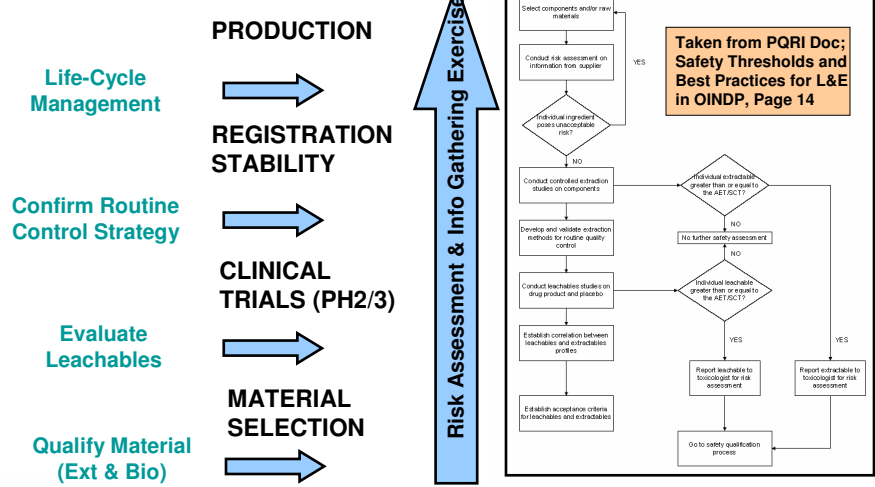 PRODUCTION
Life-Cycle
Management
REGISTRATION
STABILITY
Confirm Routine
Control Strategy
CLINICAL
TRIALS (PH2/3)
Evaluate
Leachables
MATERIAL
SELECTION
Qualify Material
(Ext & Bio)
Risk Assessment & Info Gathering Exercise
Select components and/or raw
materials
Conduct risk assessment on
information from supplier
YES
Individual ingredient
poses unacceptable
risk?
NO
Conduct controlled extraction
studies on components
Develop and validate extraction
methods for routine quality
control
Conduct leachables studies on
drug product and placebo
Establish correlation between
leachables and extractables
profiles
Establish acceptance criteria
for leachables and extractables
Taken from PQRI Doc;
Safety Thresholds and
Best Practices for L&E
in OINDP, Page 14
Individual extractable
greater than or equal to
the AET/SCT?
NO
No further safety assessment
NO
Individual leachable
greater than or equal to
the AET/SCT?
YES
YES
Report leachable to
toxicologist for risk
assessment
Report extractable to
toxicologist for risk
assessment
Go to safety qualification
process